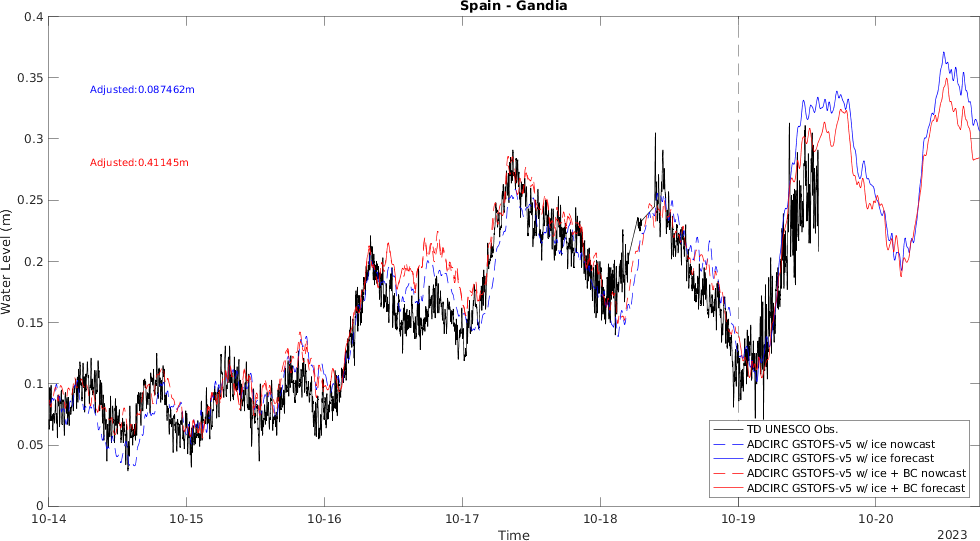 Spain - Gandia
0.4
0.35
0.3
0.25
0.2
0.15
0.1
0.05
0
Water Level (m)
Adjusted:0.087462m
Adjusted:0.41145m
TD UNESCO Obs.
ADCIRC GSTOFS-v5 w/ ice nowcast
ADCIRC GSTOFS-v5 w/ ice forecast
ADCIRC GSTOFS-v5 w/ ice + BC nowcast
ADCIRC GSTOFS-v5 w/ ice + BC forecast
10-14 10-15 10-16 10-17 10-18 10-19 10-20
Time
2023